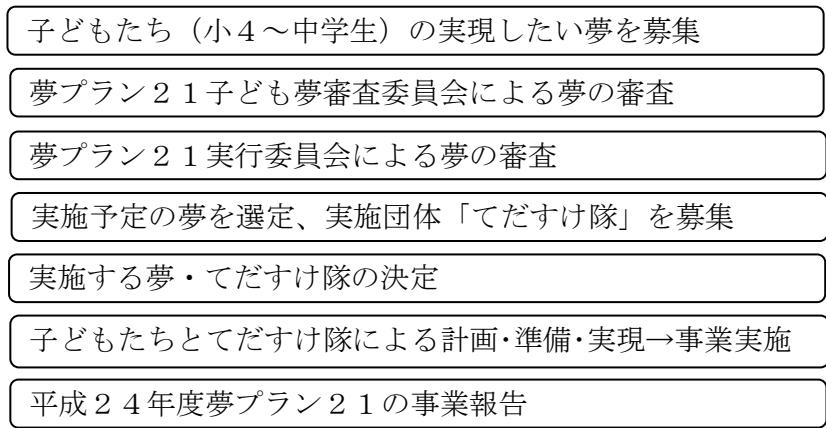 子どもたち（小４～中学生）の実現したい夢を募集
夢プラン２１子ども夢審査委員会による夢の審査
夢プラン２１実行委員会による夢の審査
実施予定の夢を選定、実施団体「てだすけ隊」を募集
実施する夢・てだすけ隊の決定
子どもたちとてだすけ隊による計画･準備･実現→事業実施
平成２４年度夢プラン２１の事業報告